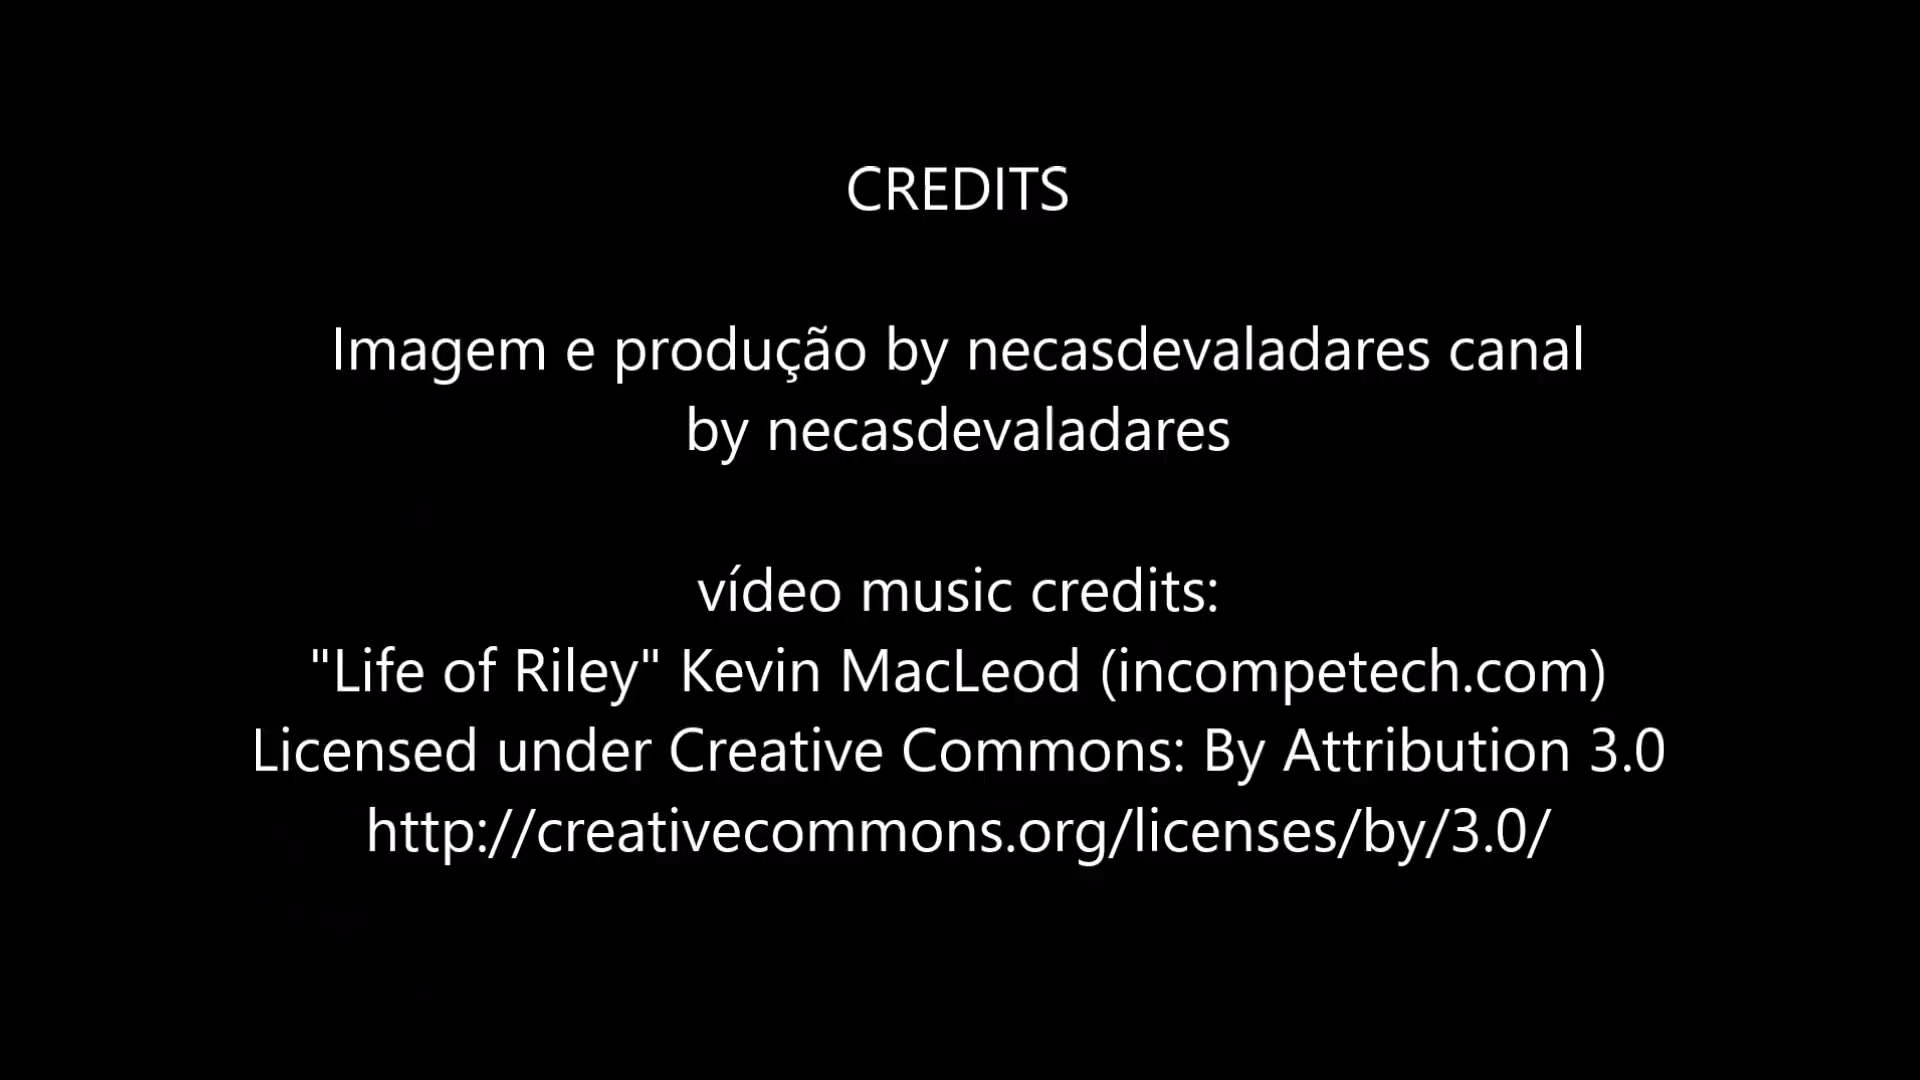 CREDITS
Imagem e produção by necasdevaladares canal
by necasdevaladares
vídeo music credits:
"Life of Riley" Kevin MacLeod (incompetech.com)
Licensed under Creative Commons: By Attribution 3.0
http://creativecommons.org/licenses/by/3.0/